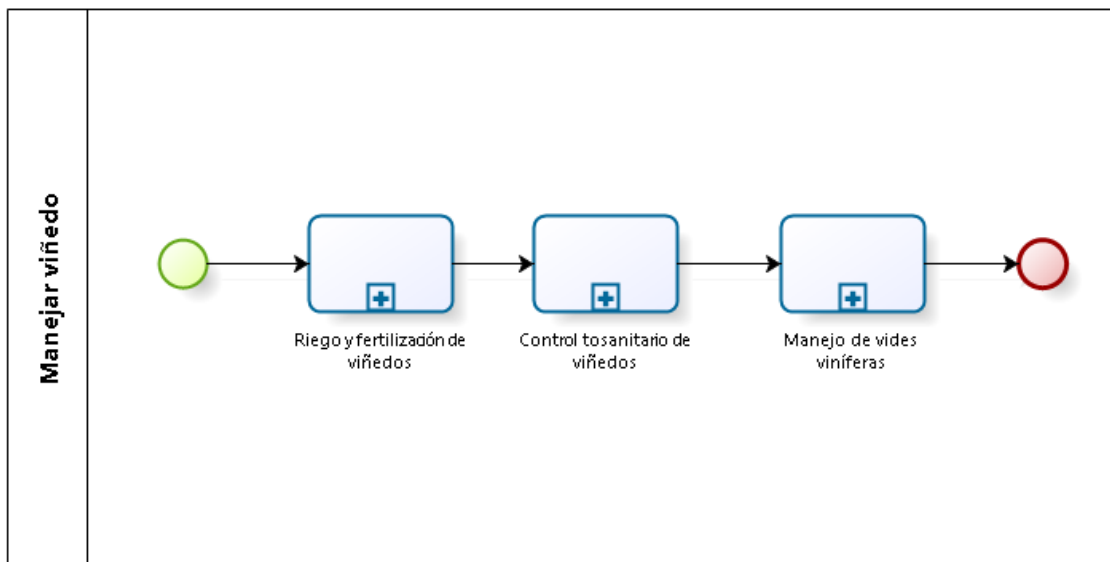 Manejar viñedo
Riego y fertilización de
viñedos
Control tosanitario de
viñedos
Manejo de vides
viníferas